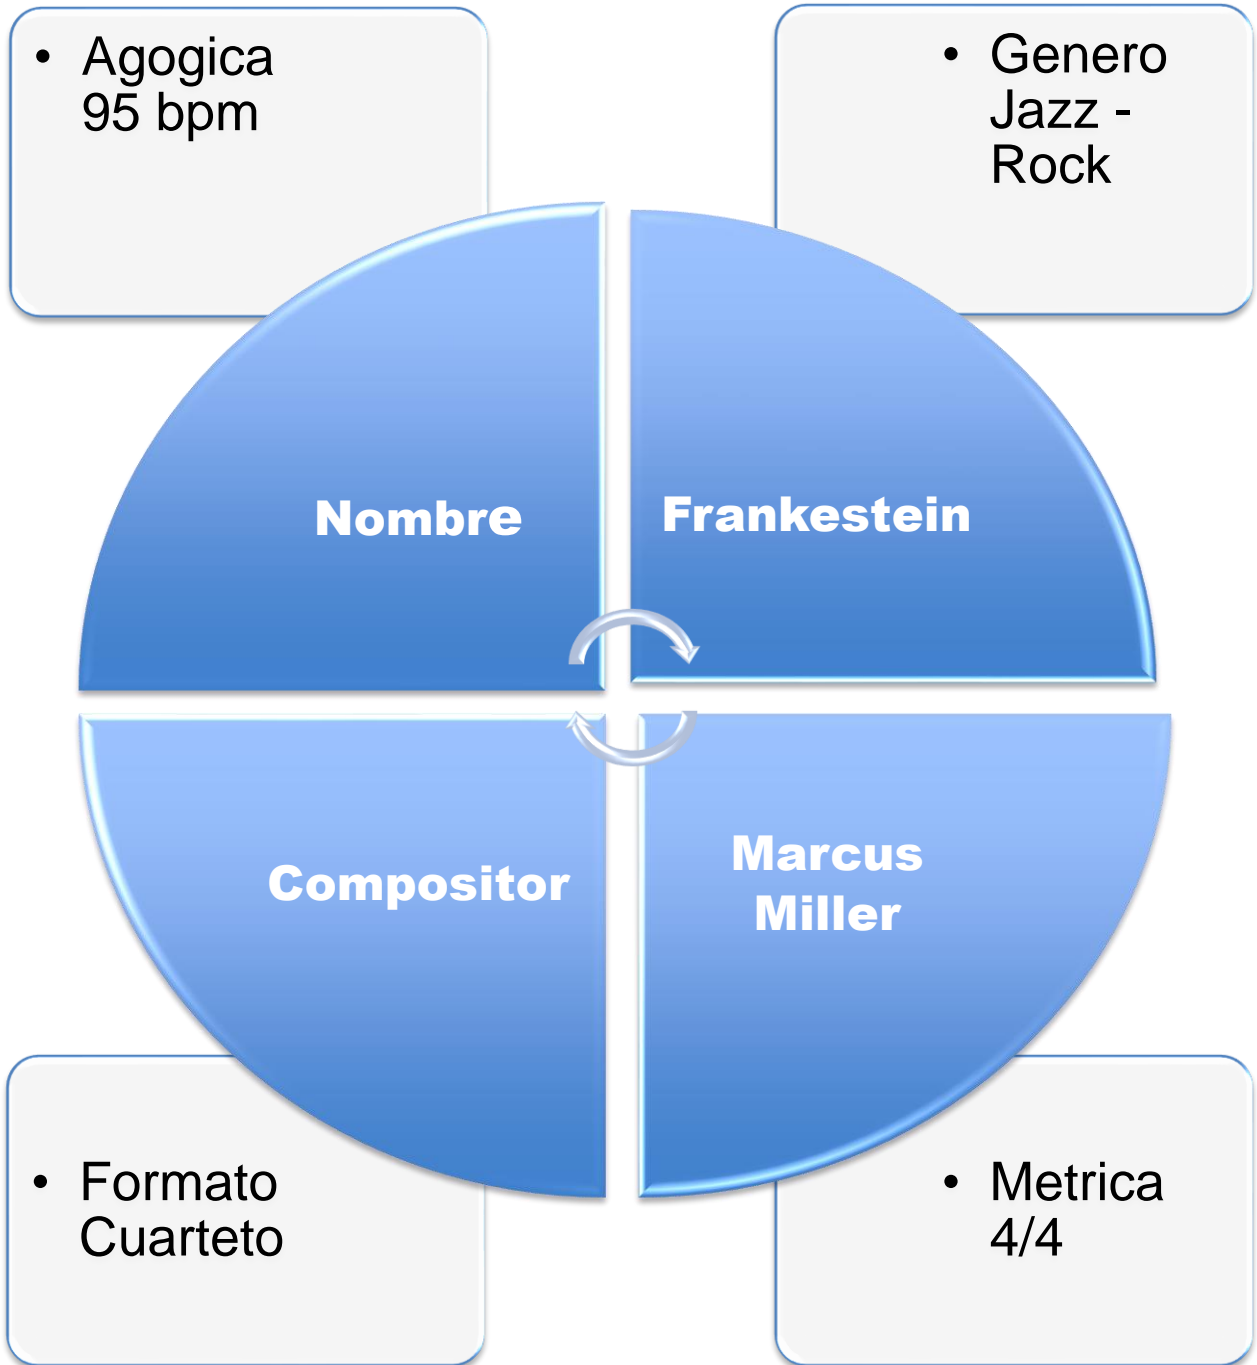 • Agogica
95 bpm
• Genero
Jazz -
Rock
Nombre
Frankestein
Compositor
Marcus
Miller
• Formato
Cuarteto
• Metrica
4/4